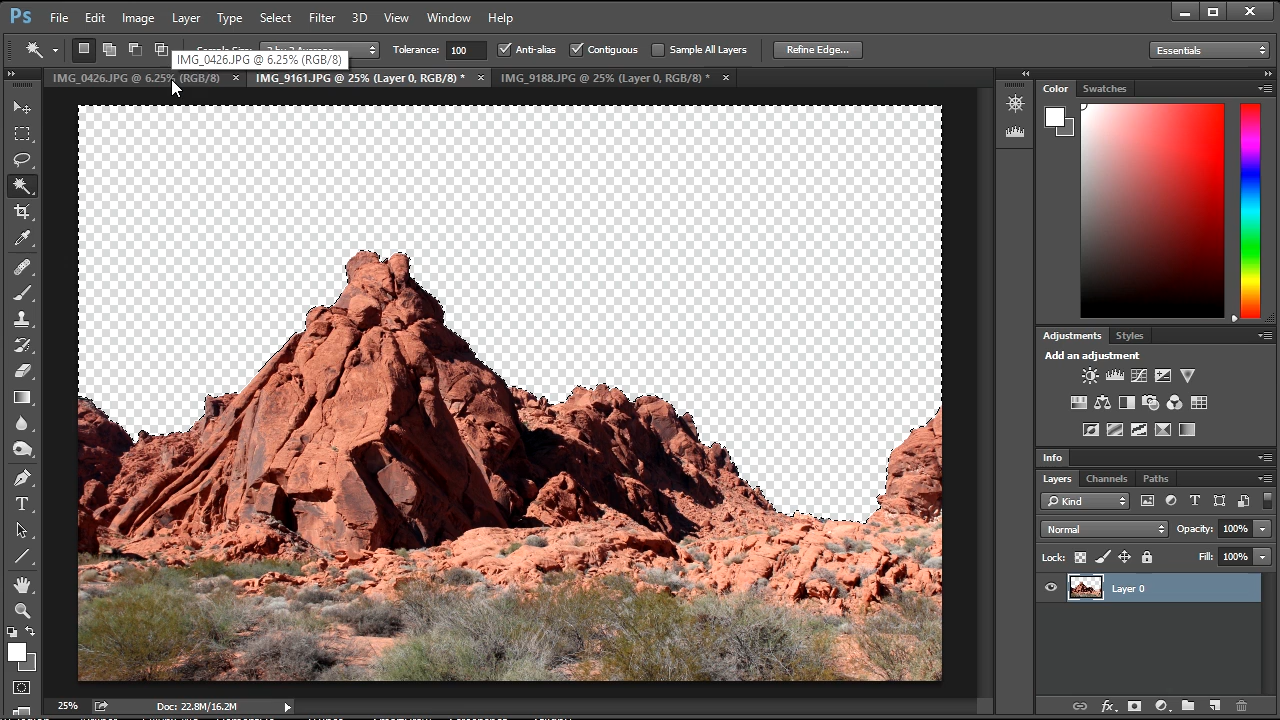 Ps File Edit Image Layer Type Select Filter 3D View Window Help
Tolerance: 100 Anti-alias Contiguous Sample All Layers Refine Edge... Essentials
IMG_0426.JPG @ 6.25% (RGB/8)
IMG_0426.JPG @ 6.25% (RGB/8) IMG_9161.JPG @ 25% (Layer 0, RGB/8) * IMG_9188.JPG @ 25% (Layer 0, RGB/8) *
Color Swatches
Adjustments Styles
Add an adjustment
Info
Layers Channels Paths
Kind
Normal Opacity: 100%
Lock: Fill: 100%
Layer 0
25% Doc: 22.8M/16.2M